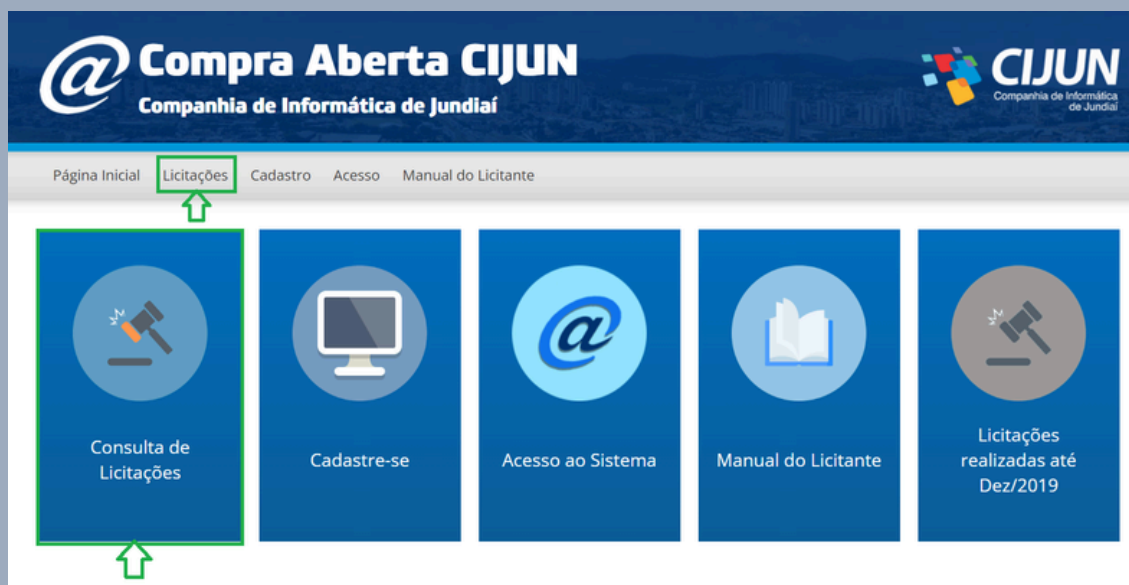 @ Compra Aberta CIJUN
Companhia de Informática de Jundiaí
CIJUN
Companhia de Informática
de Jundiaí
Página Inicial Licitações Cadastro Acesso Manual do Licitante
Consulta de
Licitações
Cadastre-se
@
Acesso ao Sistema
Manual do Licitante
Licitações
realizadas até
Dez/2019